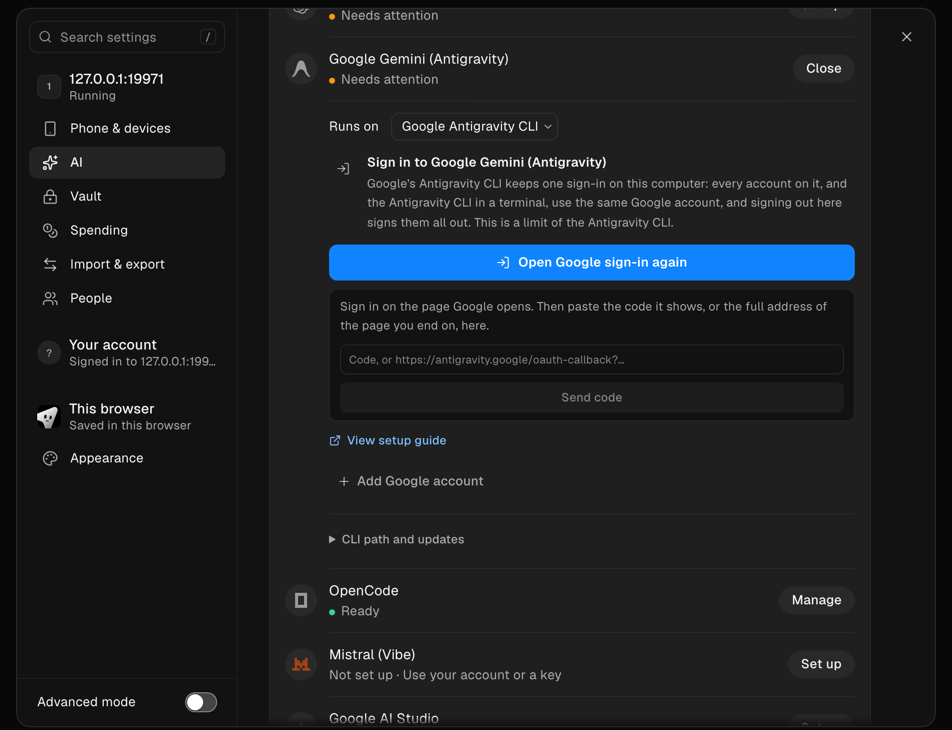 Search settings /
1
127.0.0.1:19971
Running
Phone & devices
AI
Vault
Spending
Import & export
People
?
Your account
Signed in to 127.0.0.1:199...
This browser
Saved in this browser
Appearance
Advanced mode
Needs attention
Google Gemini (Antigravity)
Needs attention
Close
Runs on Google Antigravity CLI
Sign in to Google Gemini (Antigravity)
Google's Antigravity CLI keeps one sign-in on this computer: every account on it, and
the Antigravity CLI in a terminal, use the same Google account, and signing out here
signs them all out. This is a limit of the Antigravity CLI.
Open Google sign-in again
Sign in on the page Google opens. Then paste the code it shows, or the full address of
the page you end on, here.
Code, or https://antigravity.google/oauth-callback?...
Send code
View setup guide
+ Add Google account
CLI path and updates
OpenCode
Ready
Manage
Mistral (Vibe)
Not set up · Use your account or a key
Set up
Google AI Studio